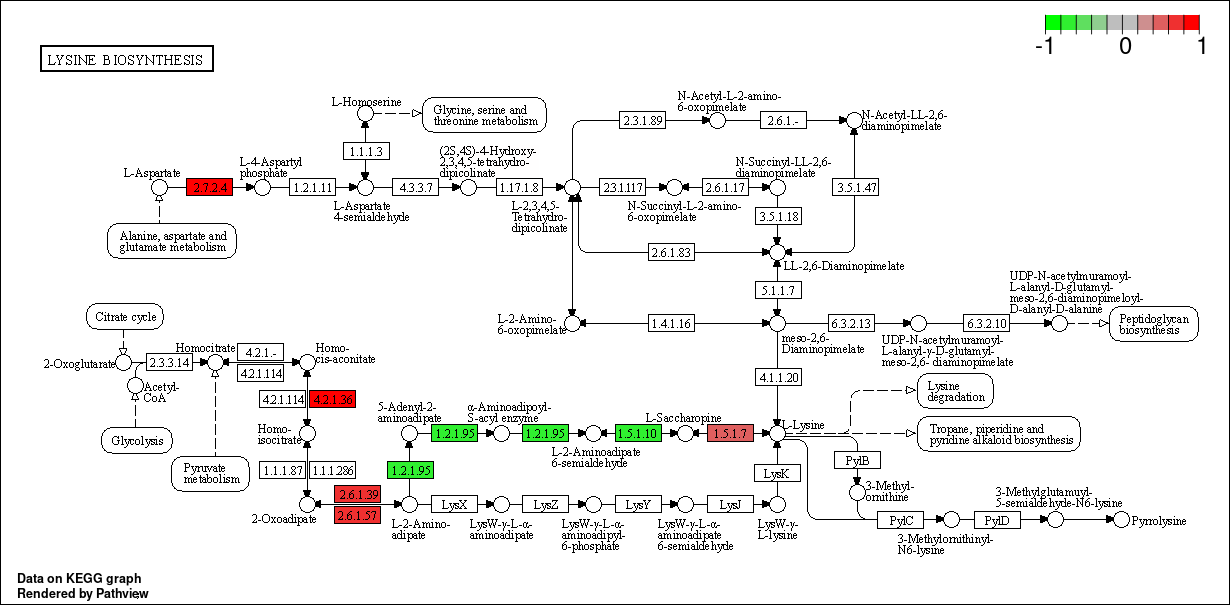 -1 0 1
LYSINE BIOSYNTHESIS
L-Homoserine
Glycine, serine and
threonine metabolism
N-Acetyl-L-2-amino-
6-oxopimelate
2.3.1.89
2.6.1.-
N-Acetyl-LL-2,6-
diaminopimelate
1.1.1.3
L-Aspartate
2.7.2.4
L-4-Aspartyl
phosphate
1.2.1.11
L-Aspartate
4-semialdehyde
4.3.3.7
(2S,4S)-4-Hydroxy-
2,3,4,5-tetrahydro-
dipicolinate
1.17.1.8
L-2,3,4,5-
Tetrahydro-
dipicolinate
2.3.1.117
N-Succinyl-L-2-amino-
6-oxopimelate
2.6.1.17
N-Succinyl-LL-2,6-
diaminopimelate
3.5.1.47
3.5.1.18
Alanine, aspartate and
glutamate metabolism
2.6.1.83
LL-2,6-Diaminopimelate
5.1.1.7
L-2-Amino-
6-oxopimelate
1.4.1.16
meso-2,6-
Diaminopimelate
6.3.2.13
UDP-N-acetylmuramoyl-
L-alanyl-γ-D-glutamyl-
meso-2,6- diaminopimelate
6.3.2.10
UDP-N-acetylmuramoyl-
L-alanyl-D-glutamyl-
meso-2,6-diaminopimeloyl-
D-alanyl-D-alanine
Peptidoglycan
biosynthesis
Citrate cycle
2-Oxoglutarate
2.3.3.14
Homocitrate
4.2.1.-
4.2.1.114
Homo-
cis-aconitate
Acetyl-
CoA
Glycolysis
4.2.1.114
4.2.1.36
Homo-
isocitrate
Pyruvate
metabolism
1.1.1.87
1.1.1.286
2-Oxoadipate
2.6.1.39
2.6.1.57
4.1.1.20
Lysine
degradation
5-Adenyl-2-
aminoadipate
1.2.1.95
α-Aminoadipoyl-
S-acyl enzyme
1.2.1.95
L-2-Aminoadipate
6-semialdehyde
1.5.1.10
L-Saccharopine
1.5.1.7
L-Lysine
Tropane, piperidine and
pyridine alkaloid biosynthesis
1.2.1.95
L-2-Amino-
adipate
LysX
LysW-γ-L-α-
aminoadipate
LysZ
LysW-γ-L-α-
aminoadipyl-
6-phosphate
LysY
LysW-γ-L-α-
aminoadipate
6-semialdehyde
LysJ
LysW-γ-
L-lysine
LysK
PylB
3-Methyl-
ornithine
PylC
3-Methylornithinyl-
N6-lysine
PylD
3-Methylglutamyl-
5-semialdehyde-N6-lysine
Pyrrolysine
Data on KEGG graph
Rendered by Pathview